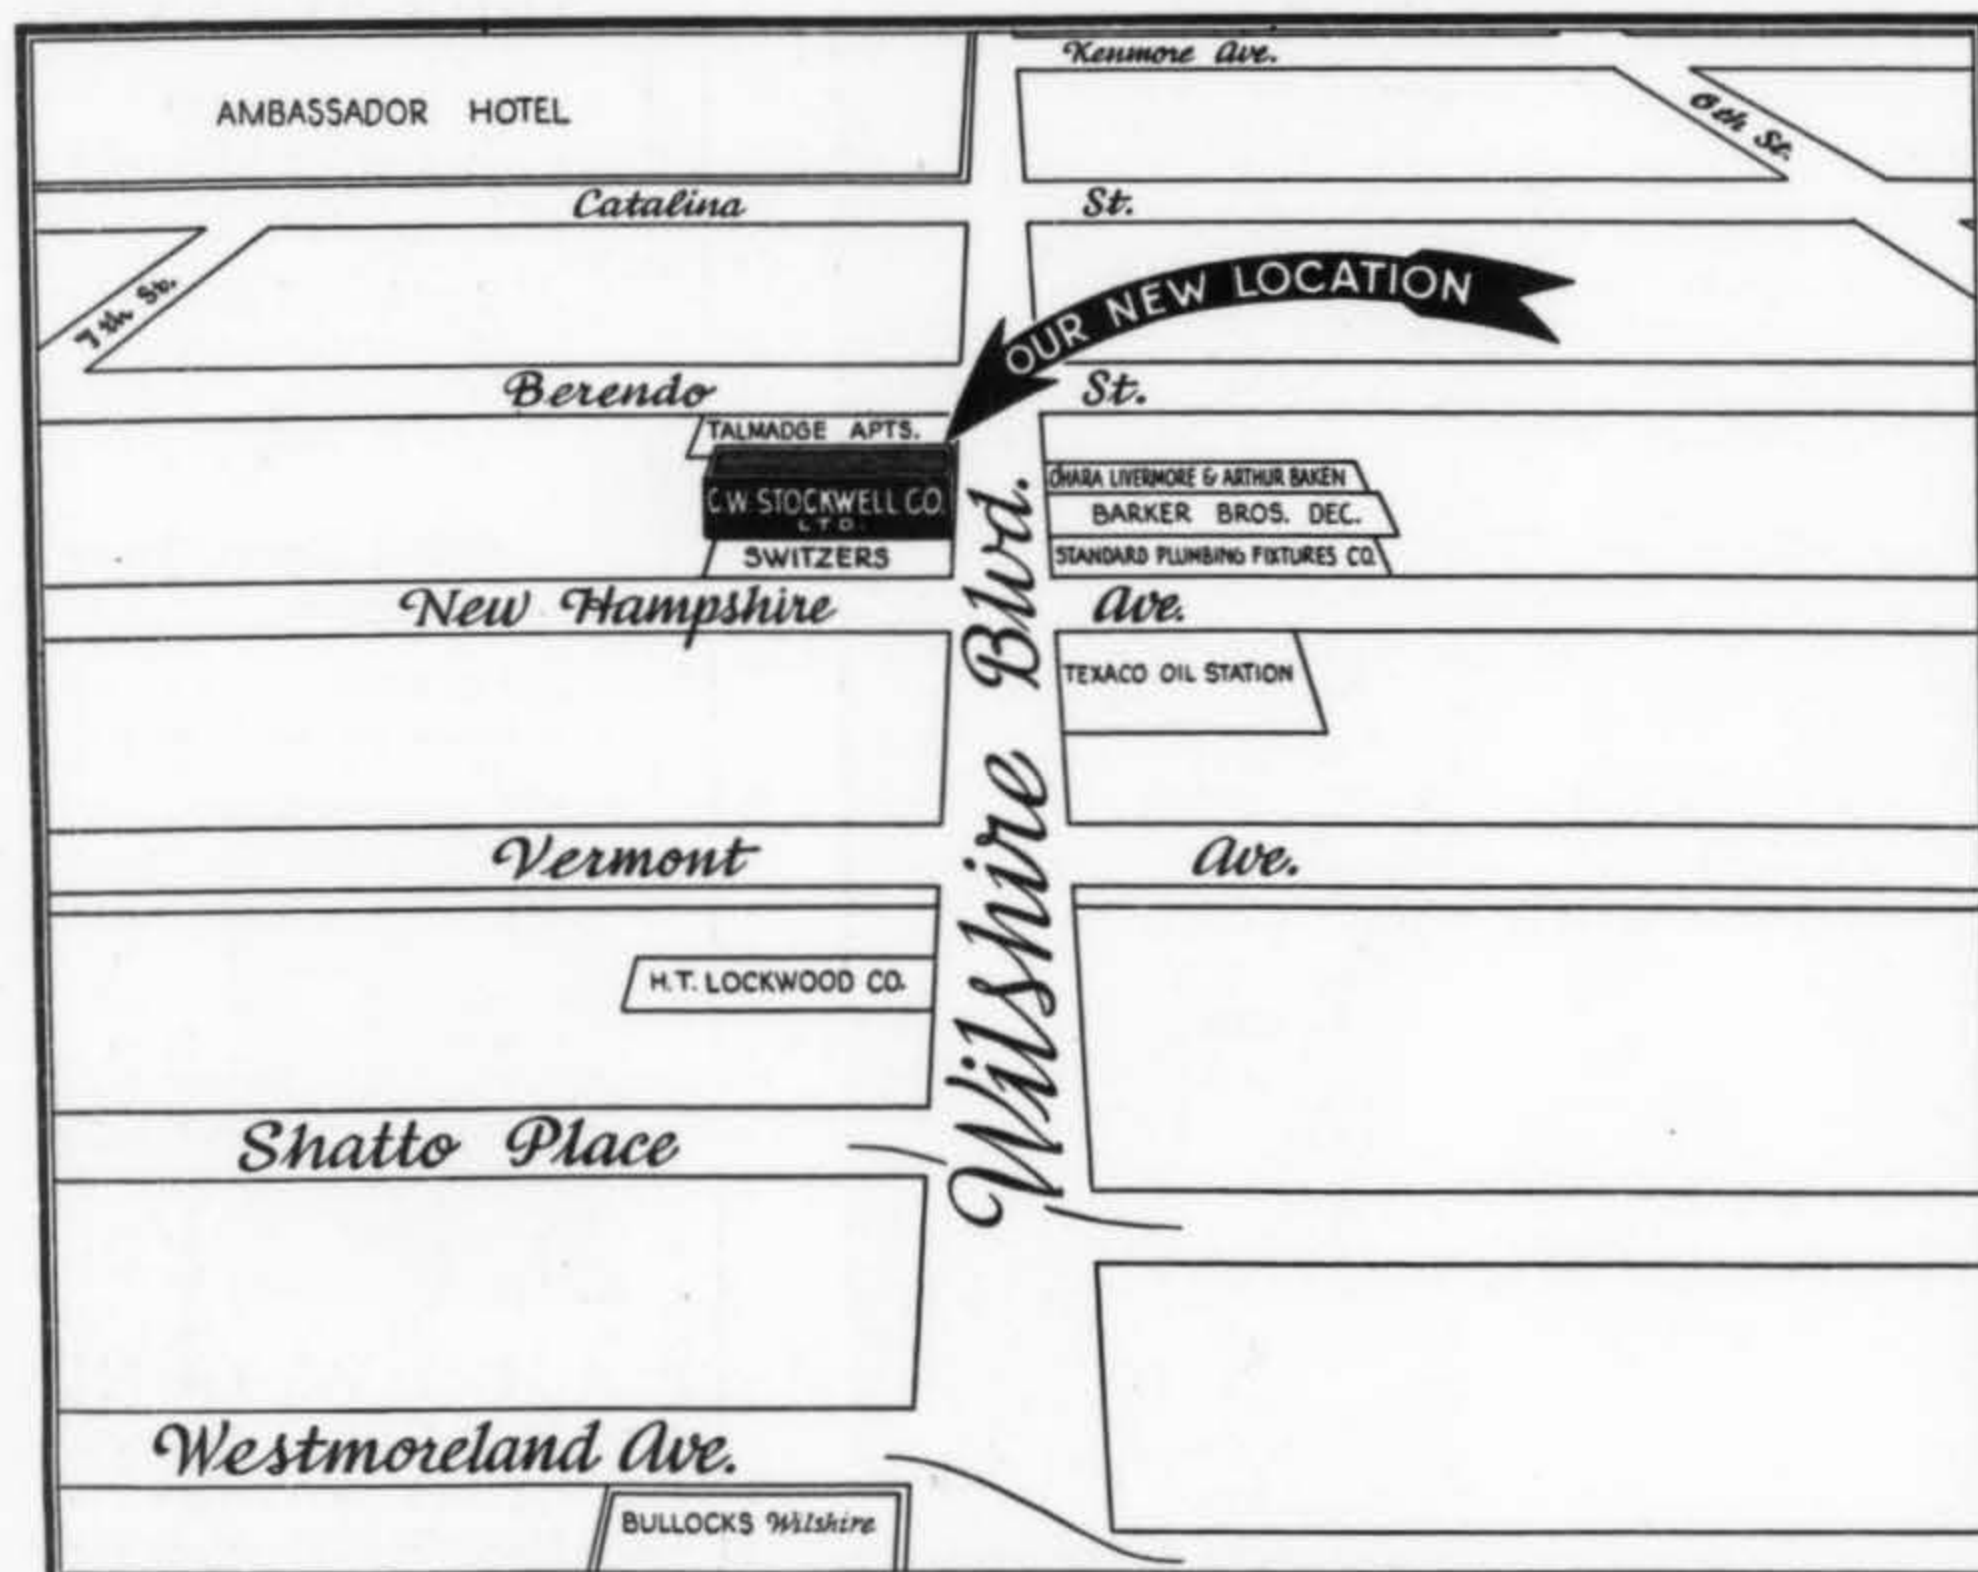 Kenmore Ave.
AMBASSADOR HOTEL
6th St.
Catalina St.
7th St.
OUR NEW LOCATION
Berendo St.
TALMADGE APTS.
C.W. STOCKWELL CO.
LTD.
SWITZERS
OHARA LIVERMORE & ARTHUR BAKEN
BARKER BROS. DEC.
STANDARD PLUMBING FIXTURES CO.
New Hampshire Ave.
TEXACO OIL STATION
Wilshire Blvd.
Vermont Ave.
H.T. LOCKWOOD CO.
Shatto Place
Westmoreland Ave.
BULLOCKS Wilshire